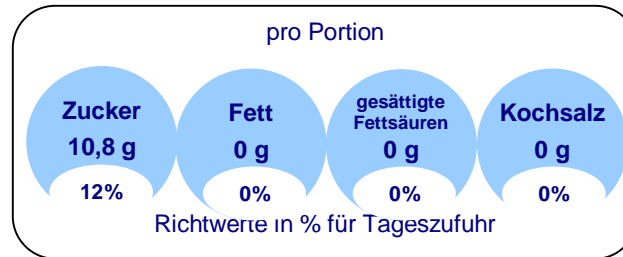 pro Portion
Zucker
10,8 g
12%
Fett
0 g
0%
gesättigte
Fettsäuren
0 g
0%
Kochsalz
0 g
0%
Richtwerte in % für Tageszufuhr